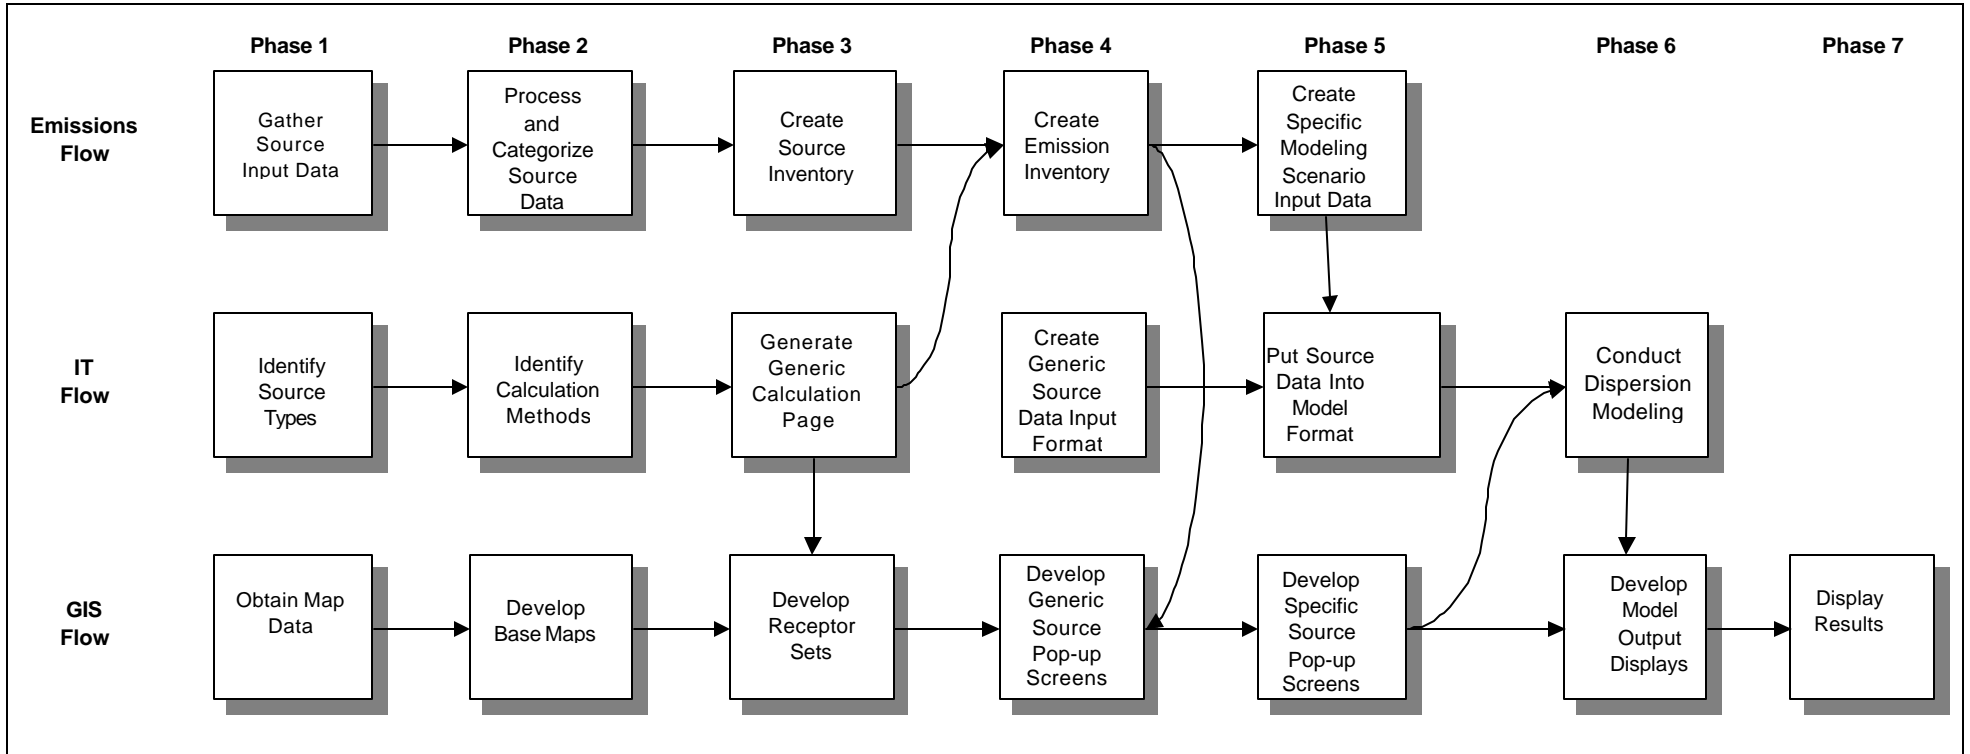 Phase 1
Phase 2
Phase 3
Phase 4
Phase 5
Phase 6
Phase 7
Emissions
Flow
Gather
Source
Input Data
Process
and
Categorize
Source
Data
Create
Source
Inventory
Create
Emission
Inventory
Create
Specific
Modeling
Scenario
Input Data
IT
Flow
Identify
Source
Types
Identify
Calculation
Methods
Generate
Generic
Calculation
Page
Create
Generic
Source
Data Input
Format
Put Source
Data Into
Model
Format
Conduct
Dispersion
Modeling
GIS
Flow
Obtain Map
Data
Develop
Base Maps
Develop
Receptor
Sets
Develop
Generic
Source
Pop-up
Screens
Develop
Specific
Source
Pop-up
Screens
Develop
Model
Output
Displays
Display
Results